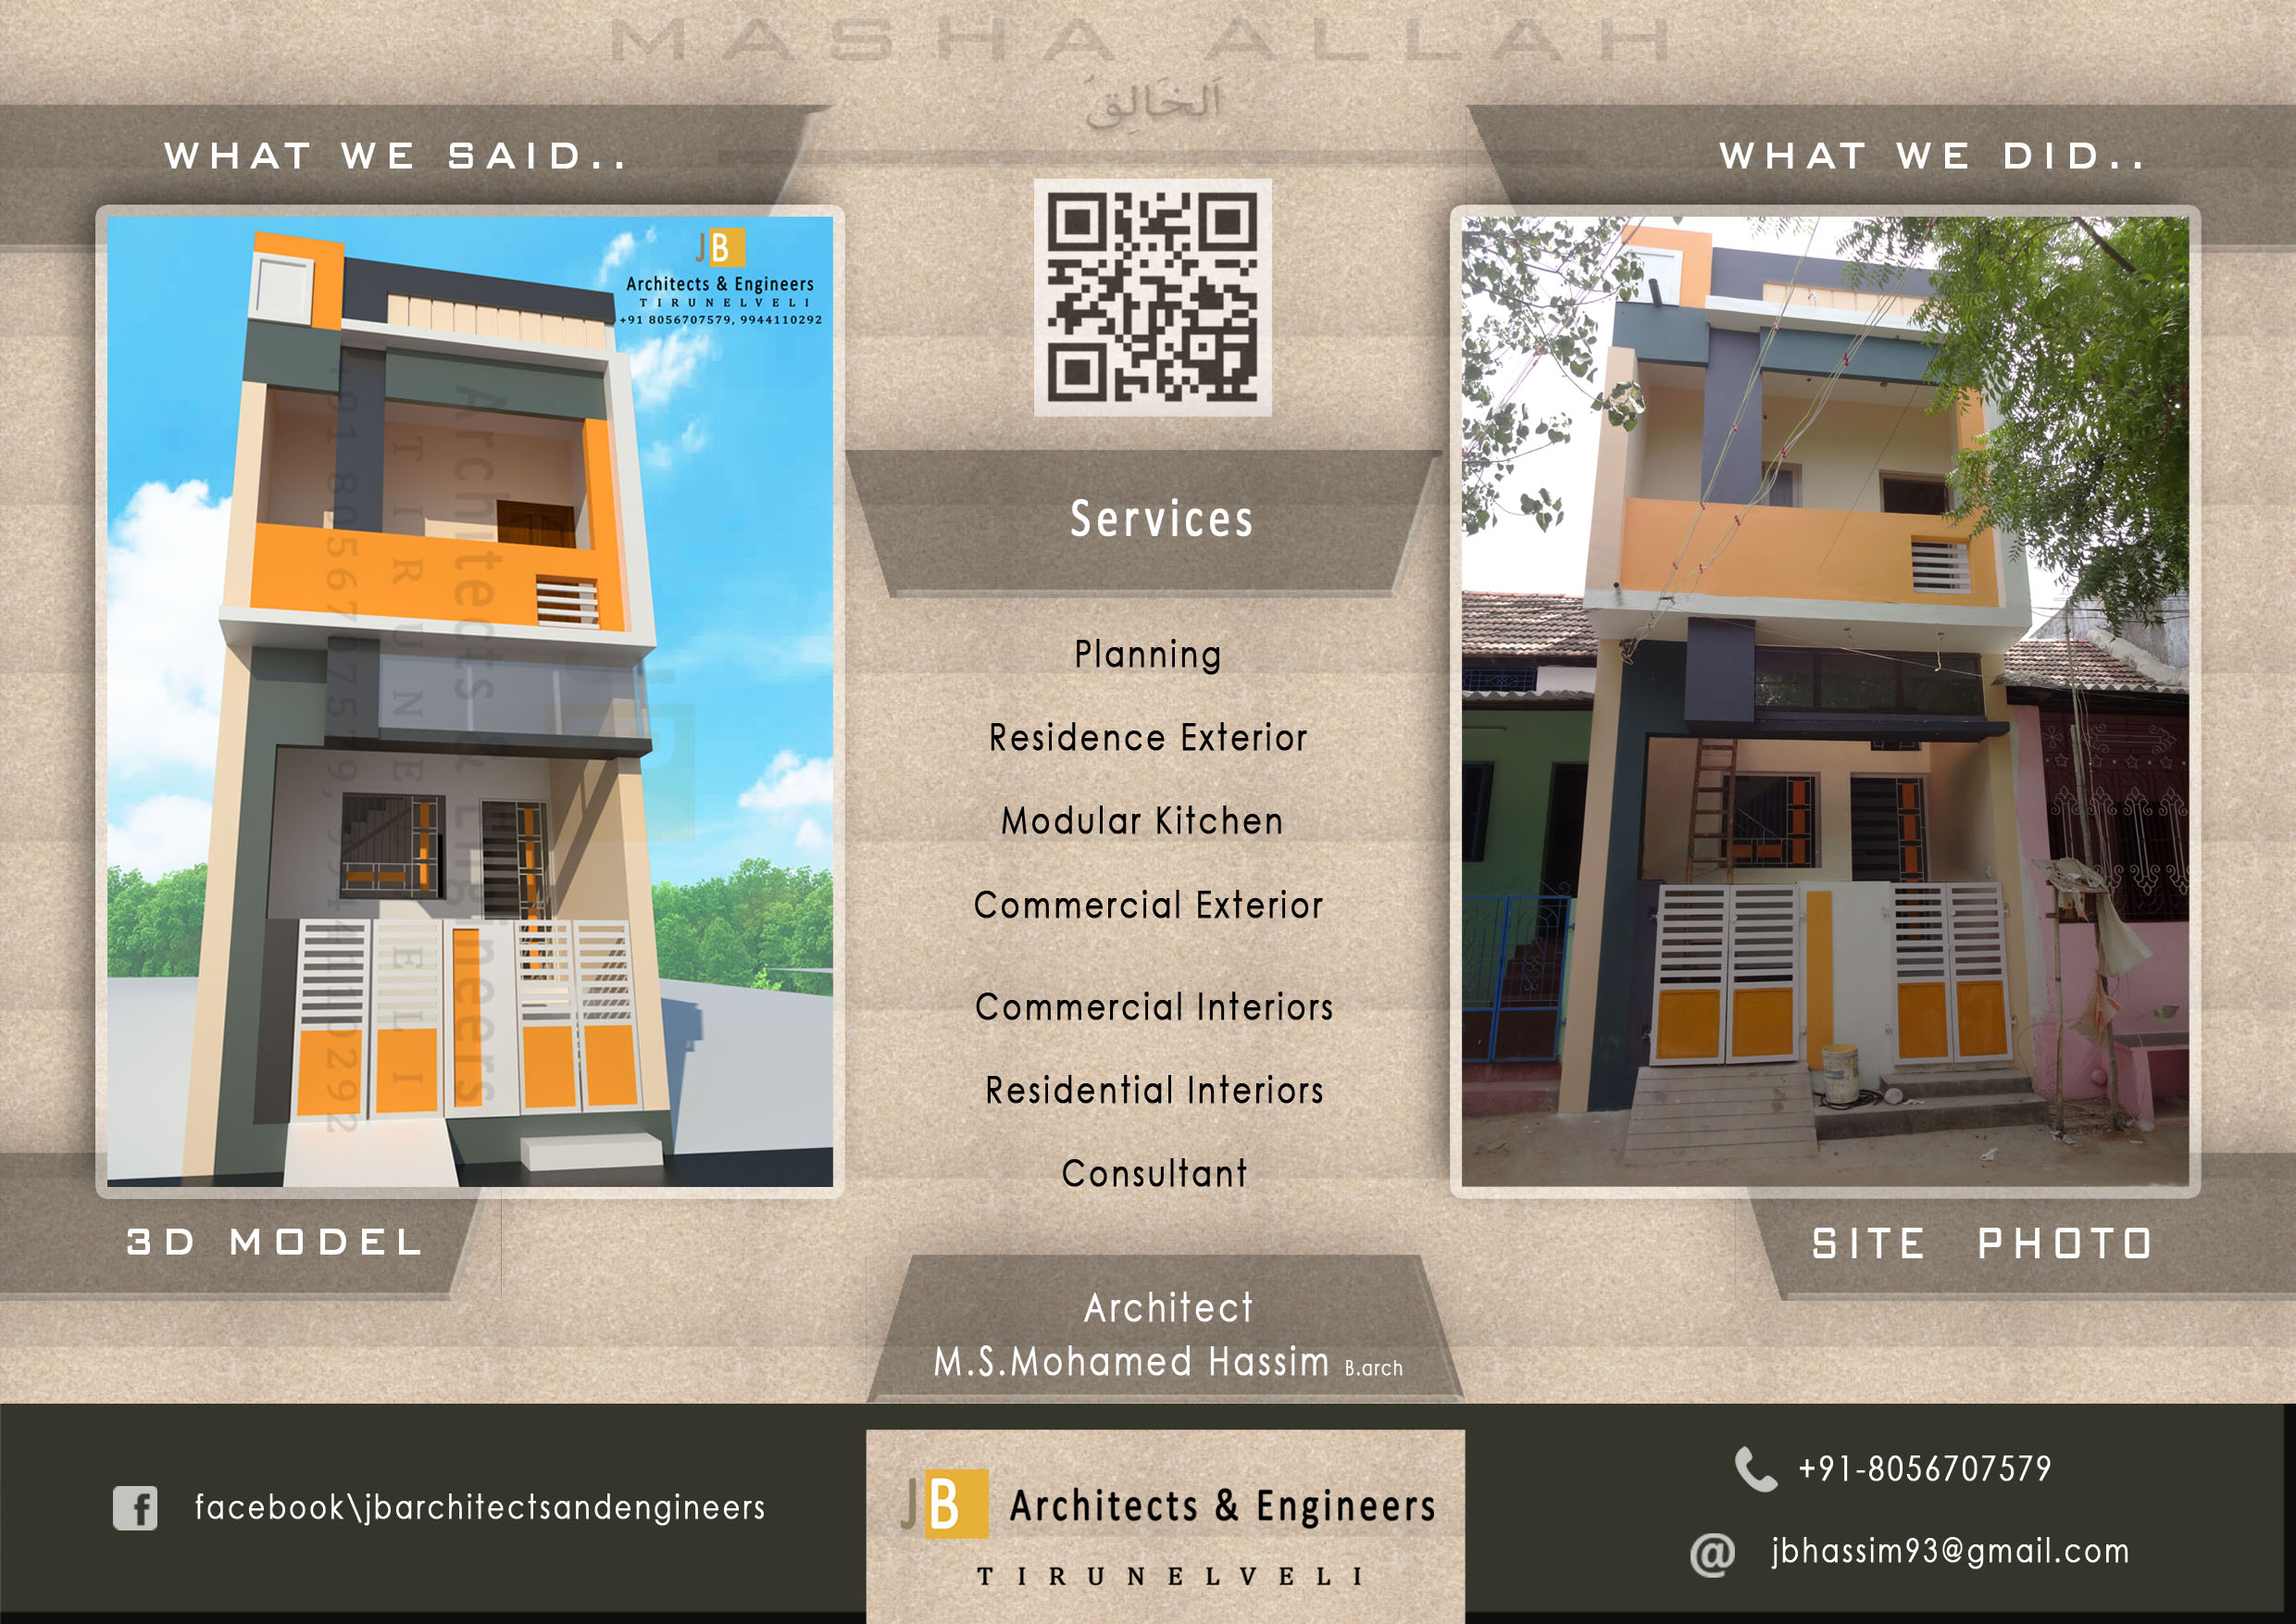 MASHA ALLAH
اَلخَالِقُ
WHAT WE SAID..
WHAT WE DID..
JB
Architects & Engineers
TIRUNELVELI
+91 8056707579, 9944110292
Architects & Engineers
TIRUNELVELI
+91 8056707579, 9944110292
JB
Services
Planning
Residence Exterior
Modular Kitchen
Commercial Exterior
Commercial Interiors
Residential Interiors
Consultant
3D MODEL
SITE PHOTO
Architect
M.S.Mohamed Hassim B.arch
facebook\jbarchitectsandengineers
JB Architects & Engineers
TIRUNELVELI
+91-8056707579
@ jbhassim93@gmail.com